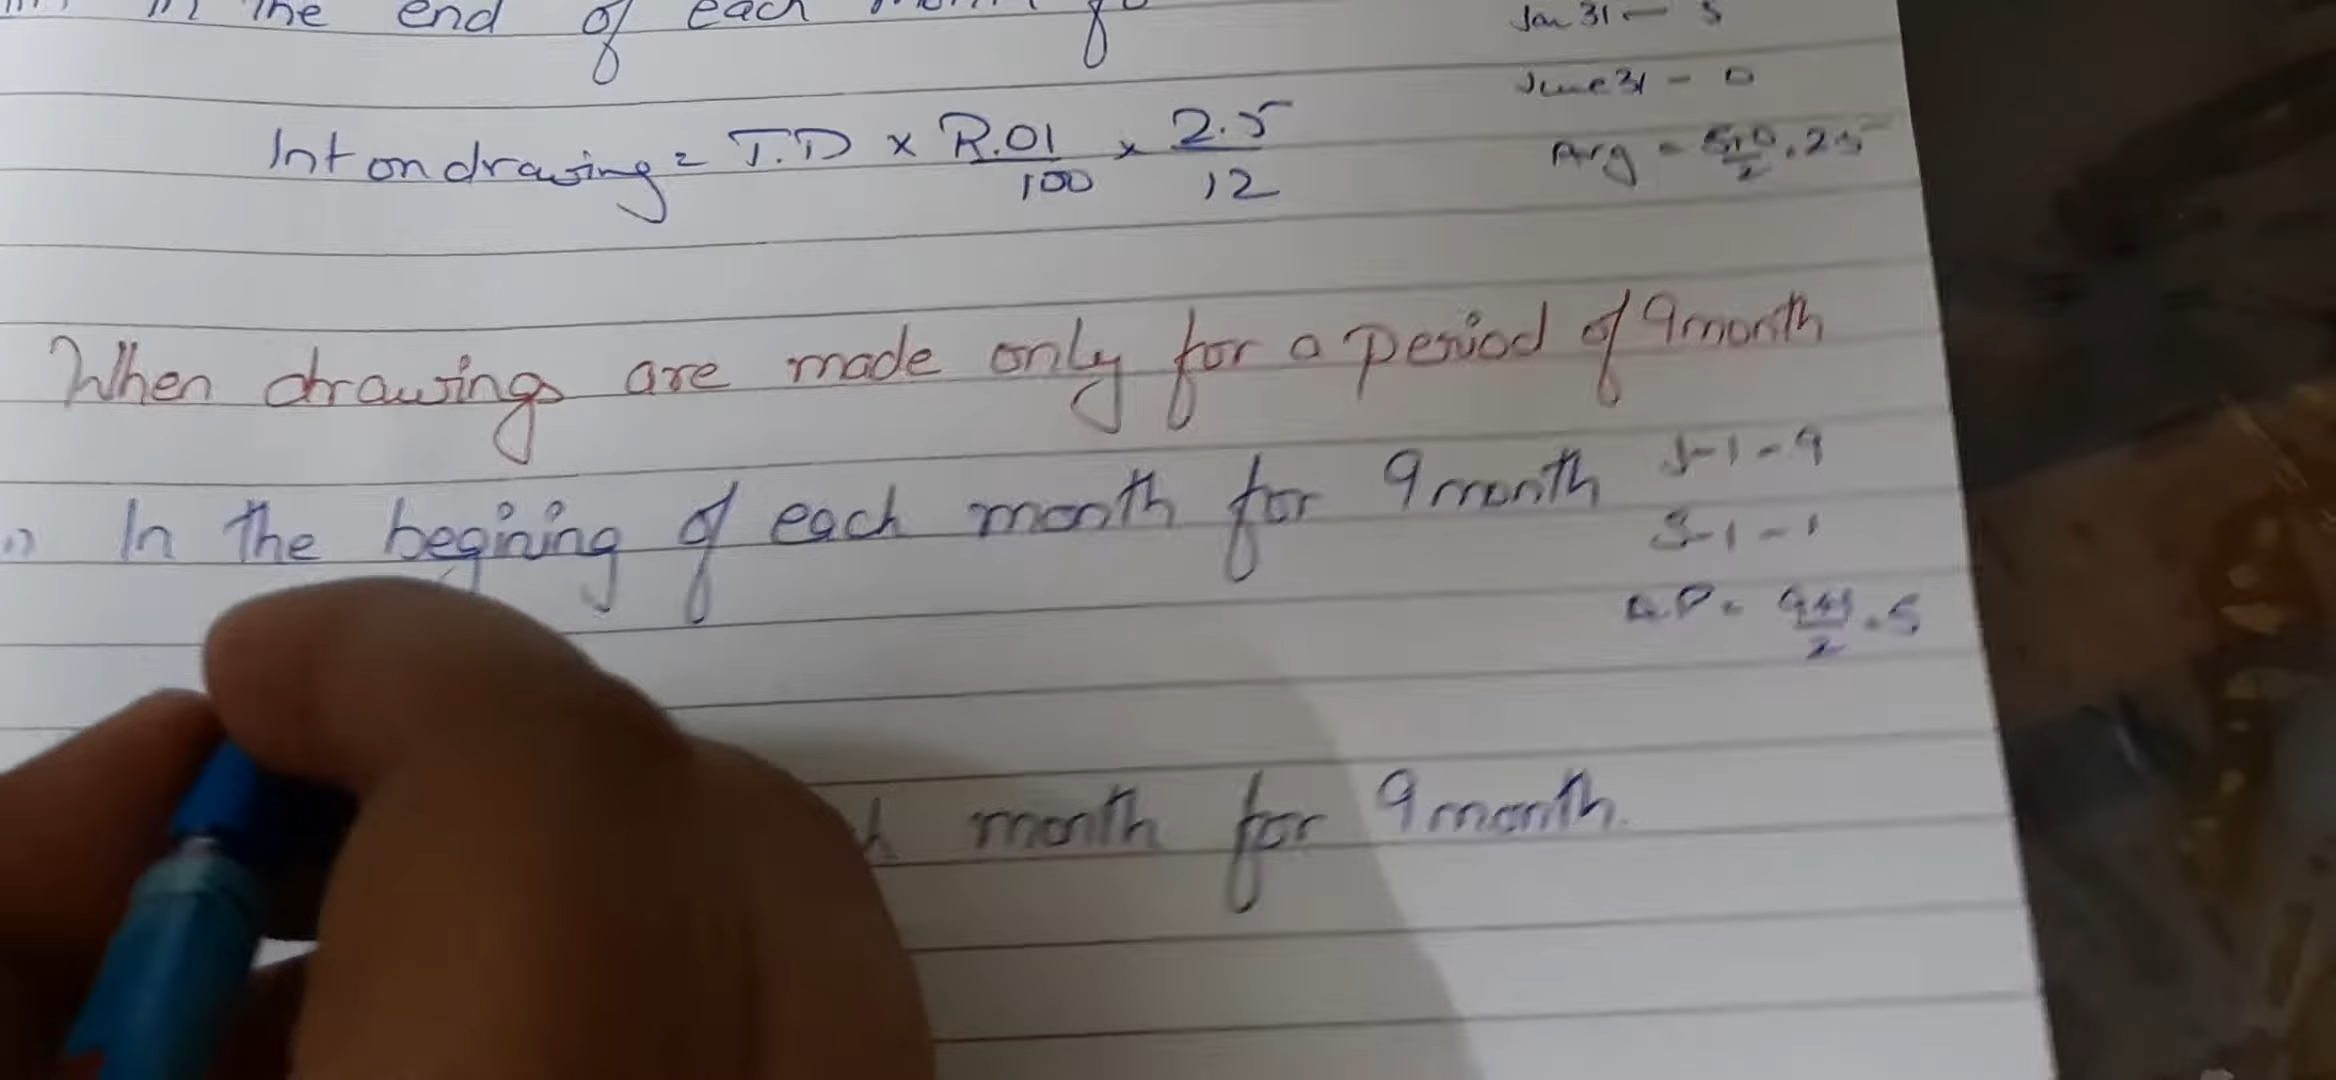 in the end of each month
Jan 31 — 5
June 31 - 0
Int on drawing = T.D × R.OI/100 × 2.5/12
Avg = 5+0/2 . 2.5
When drawings are made only for a period of 9 month
In the begining of each month for 9 month
J-1-9
S-1-1
A.P = 9+1/2 = 5
month for 9 month.